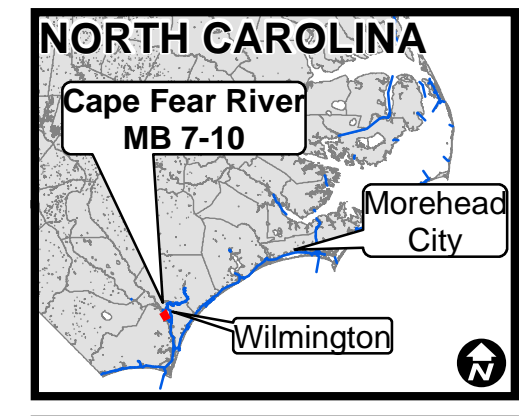 NORTH CAROLINA
Cape Fear River
MB 7-10
Morehead
City
Wilmington
N